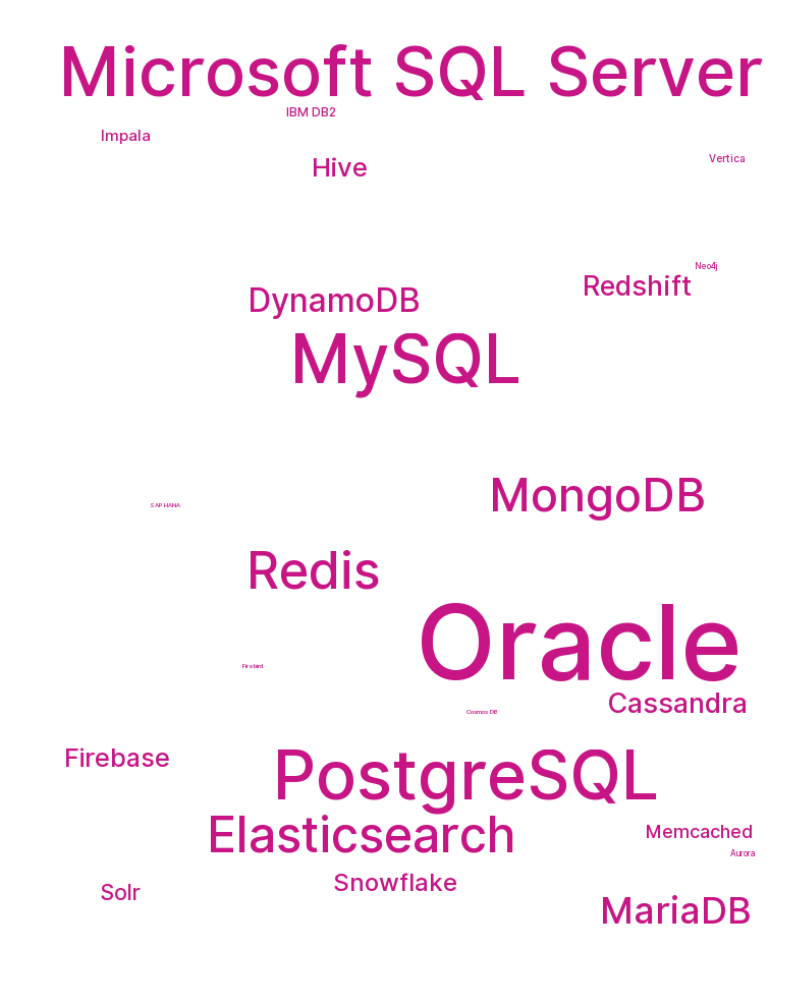 Microsoft SQL Server
IBM DB2
Impala
Vertica
Hive
Neo4j
Redshift
DynamoDB
MySQL
MongoDB
SAP HANA
Redis
Oracle
Firebird
Cassandra
Cosmos DB
Firebase
PostgreSQL
Memcached
Elasticsearch
Aurora
Snowflake
Solr
MariaDB